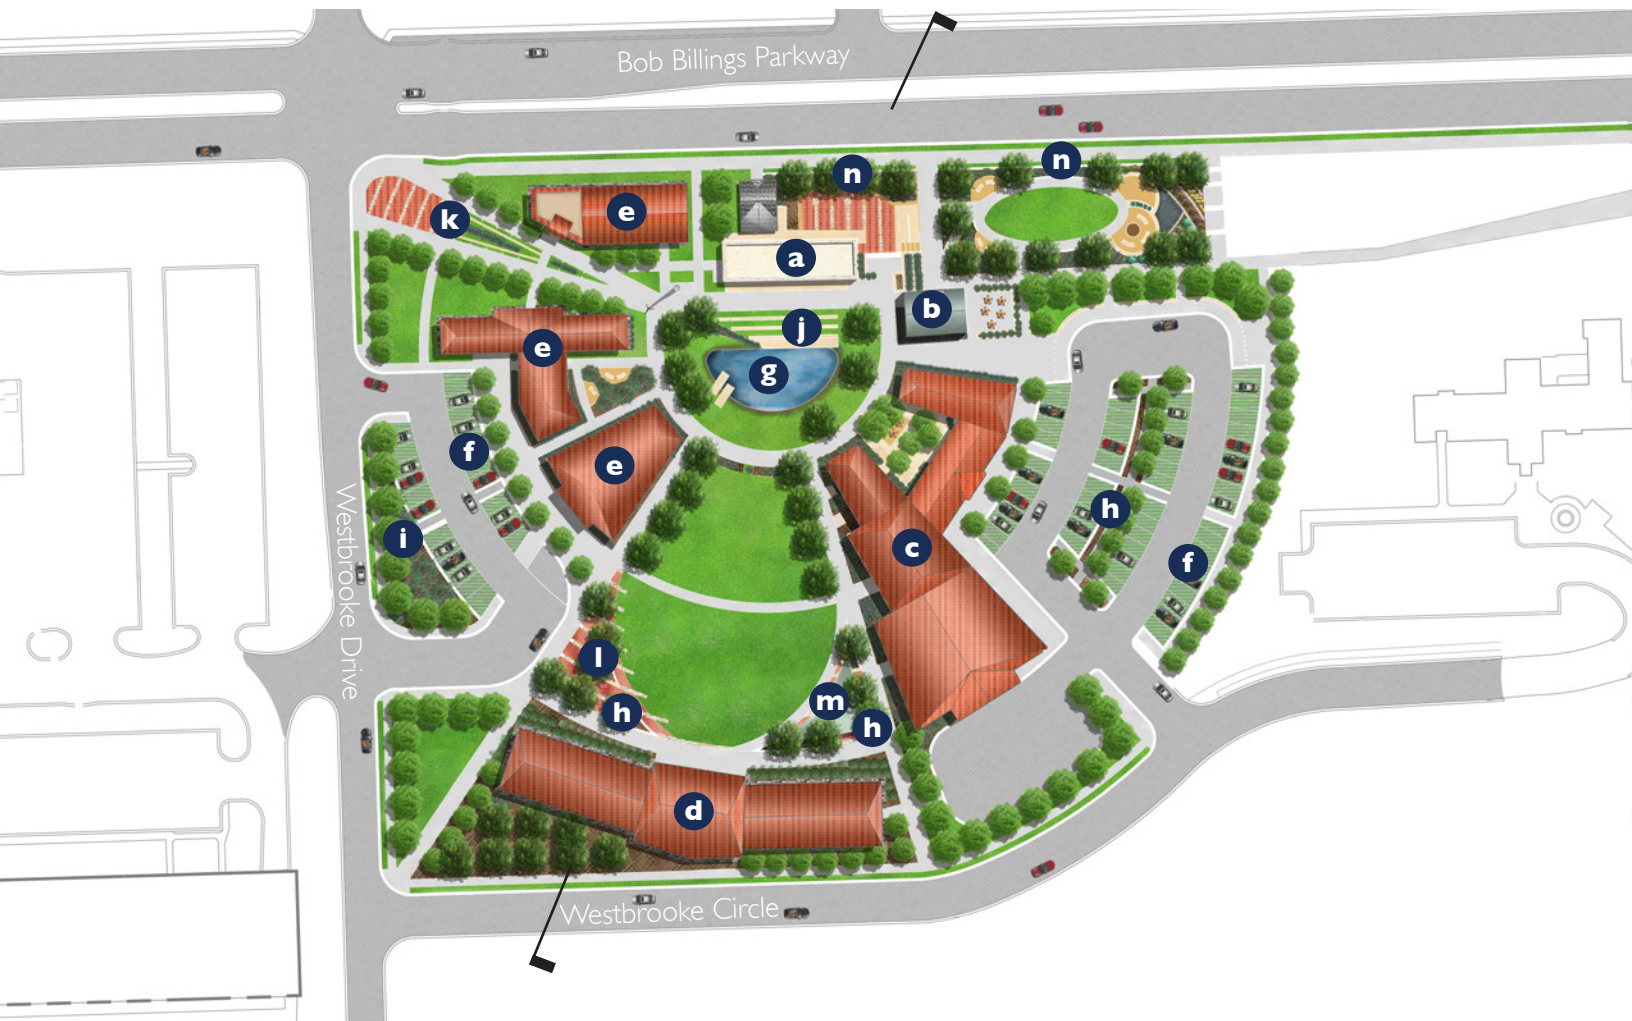 Bob Billings Parkway
n
n
k
e
a
b
j
e
g
f
e
i
h
c
f
l
m
h
h
d
Westbrooke Drive
Westbrooke Circle